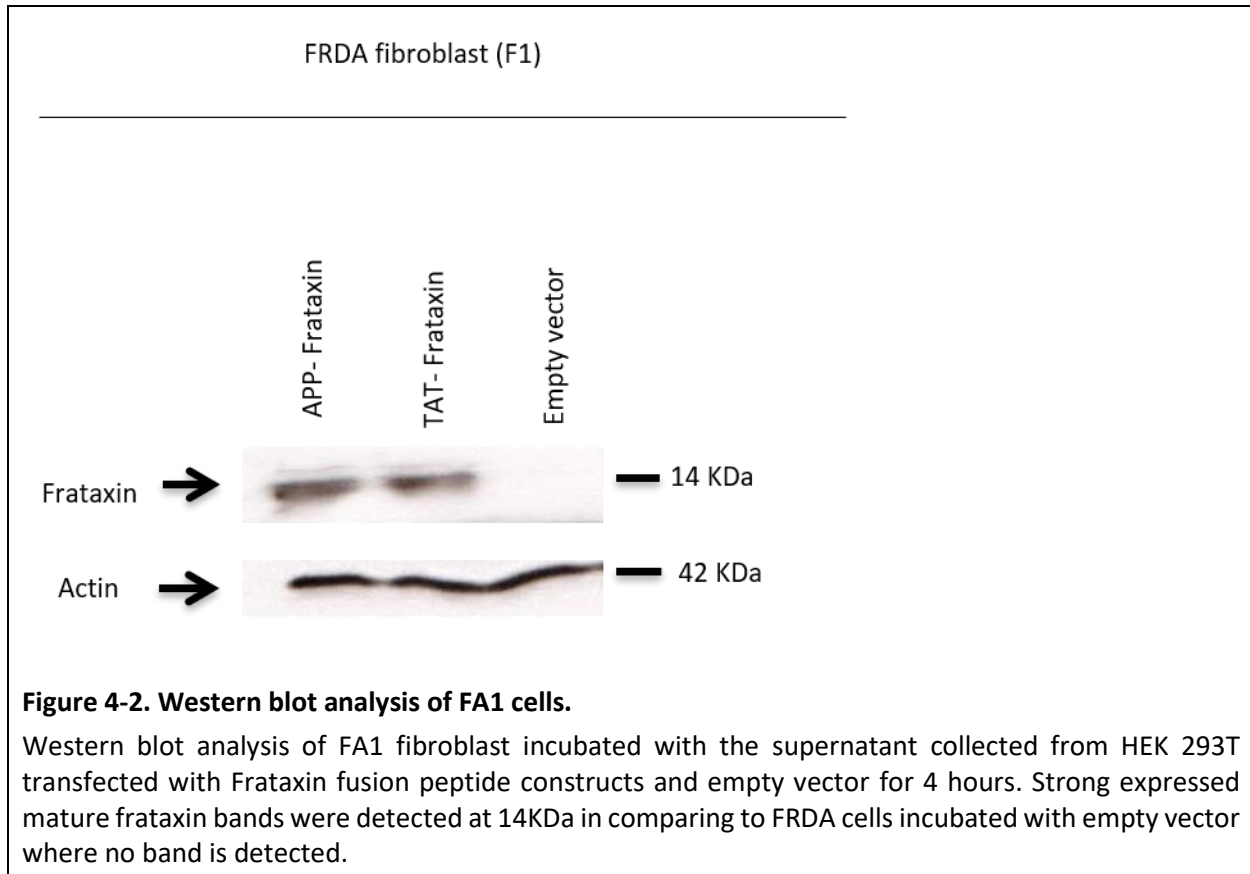 FRDA fibroblast (F1)
APP- Frataxin
TAT- Frataxin
Empty vector
Frataxin
14 KDa
Actin
42 KDa
Figure 4-2. Western blot analysis of FA1 cells.
Western blot analysis of FA1 fibroblast incubated with the supernatant collected from HEK 293T
transfected with Frataxin fusion peptide constructs and empty vector for 4 hours. Strong expressed
mature frataxin bands were detected at 14KDa in comparing to FRDA cells incubated with empty vector
where no band is detected.